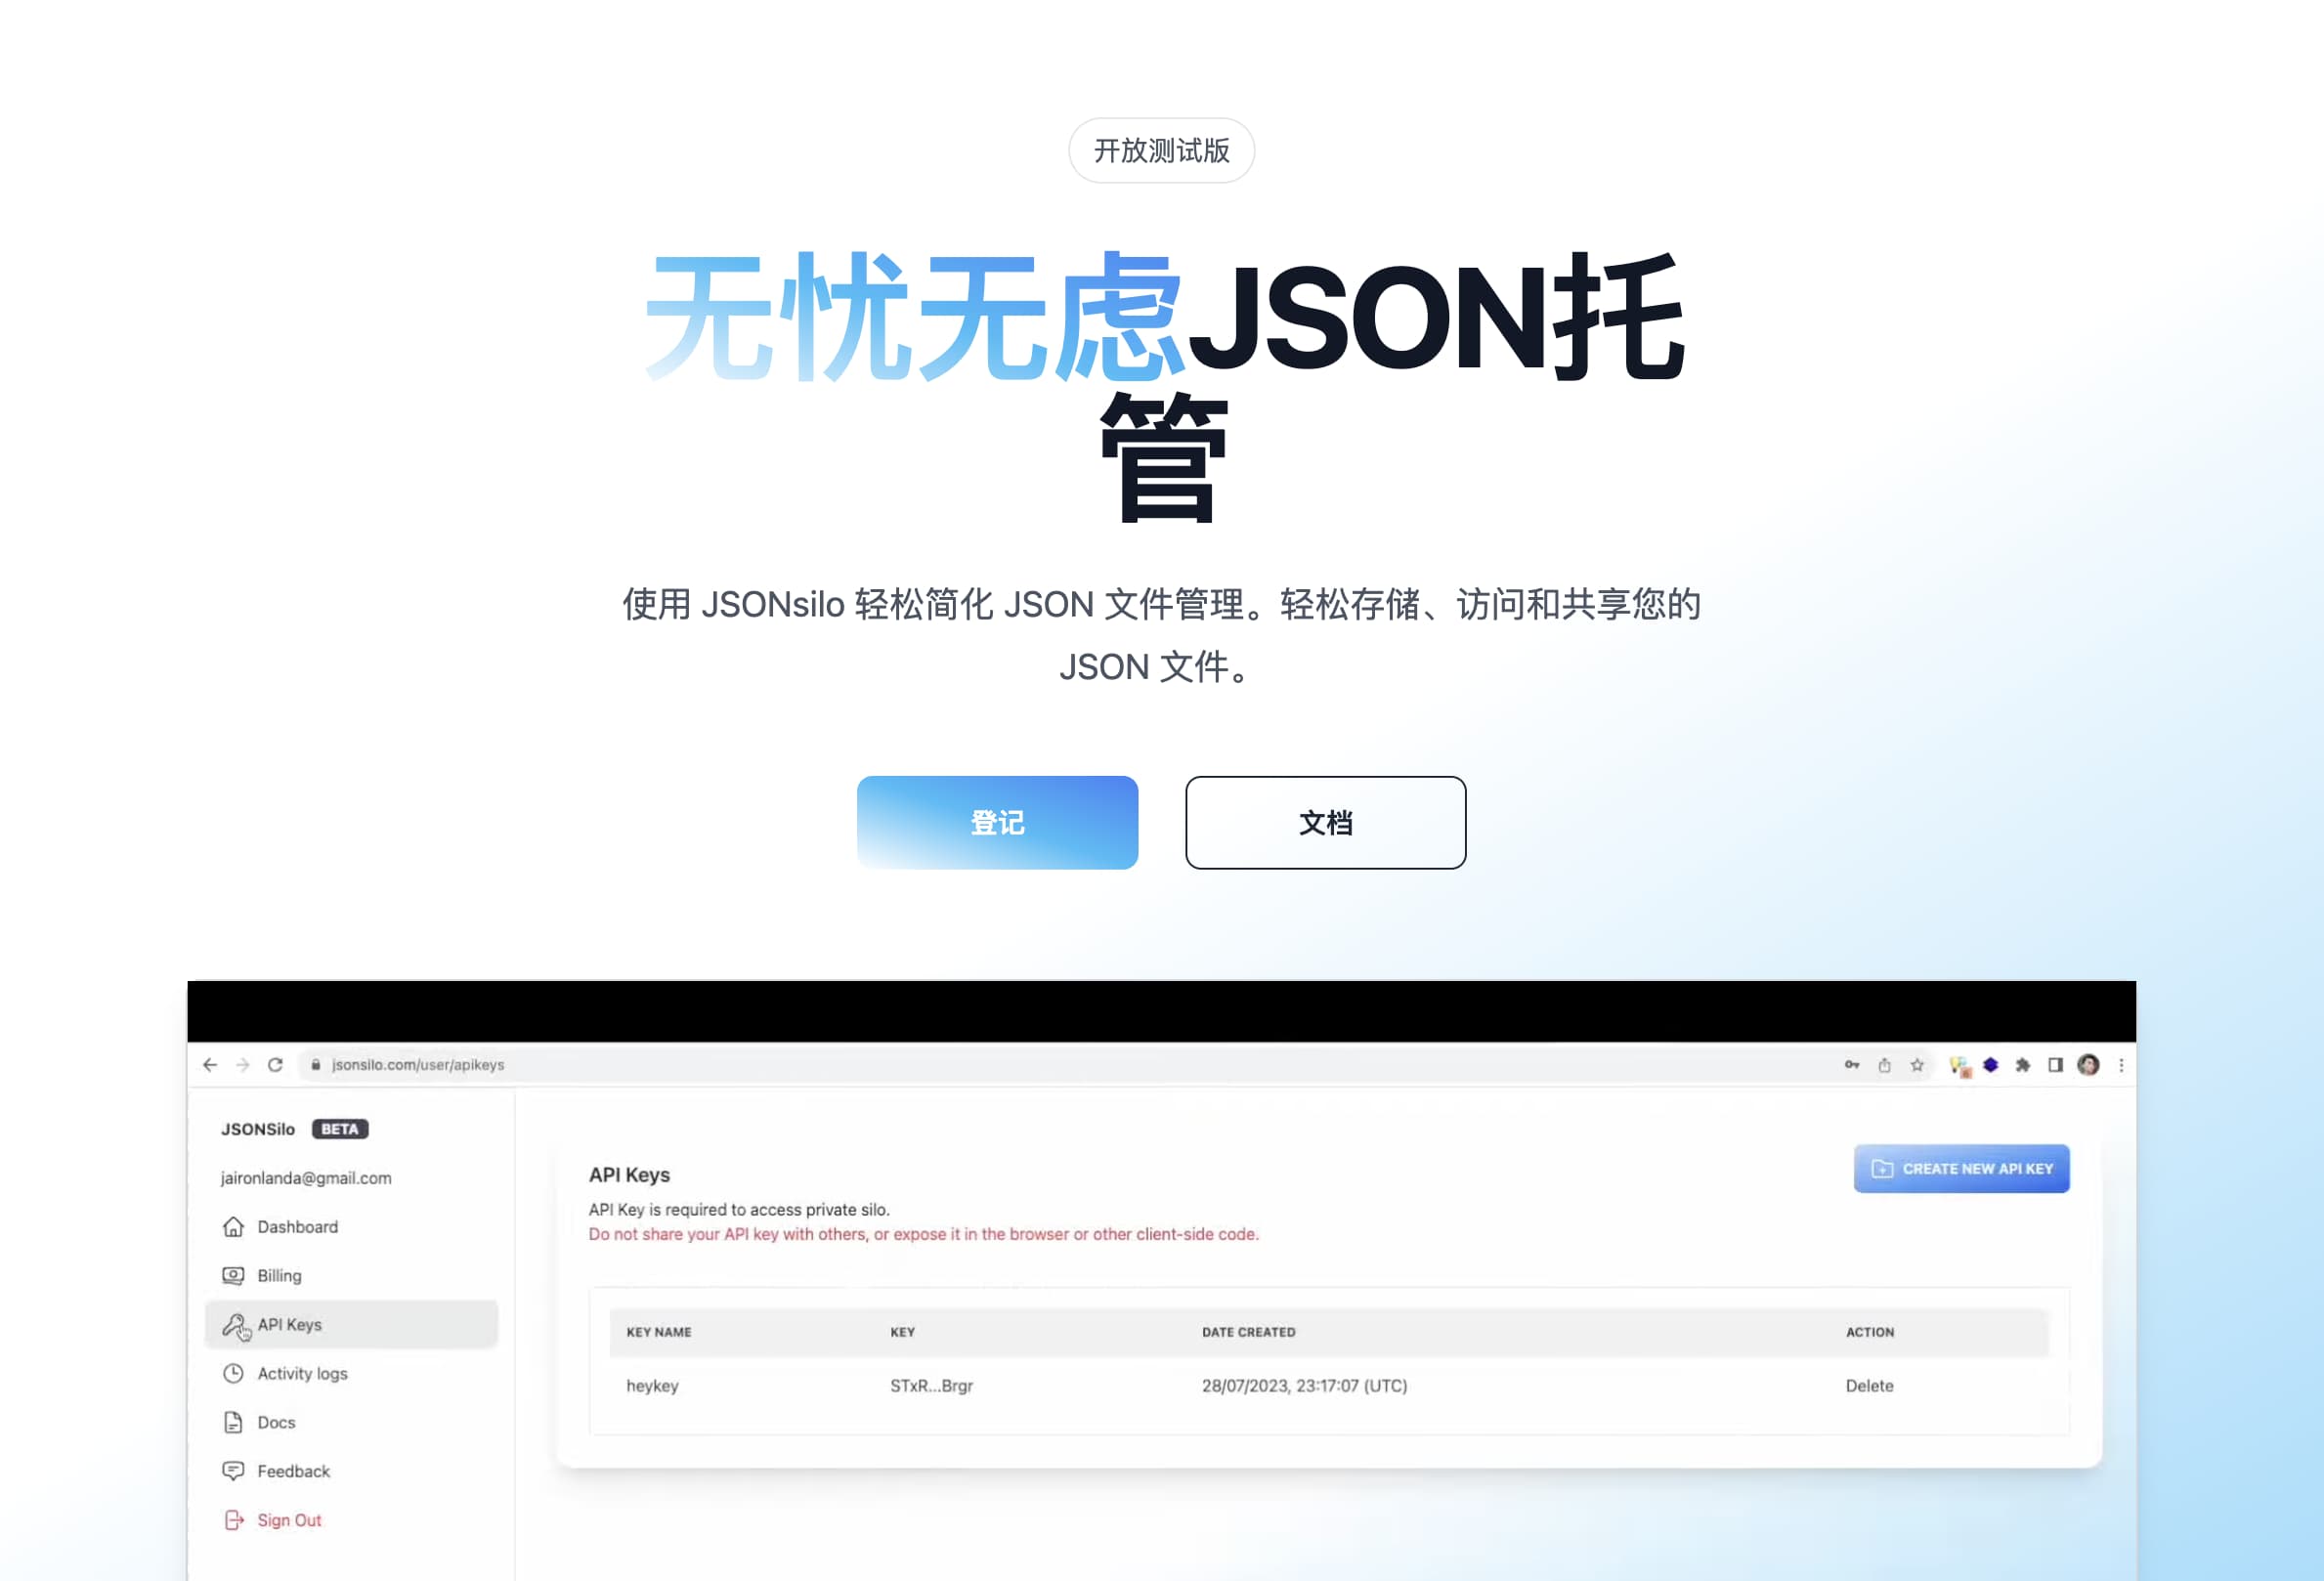 开放测试版
无忧无虑JSON托
管
使用 JSONsilo 轻松简化 JSON 文件管理。轻松存储、访问和共享您的
JSON 文件。
登记
文档
jsonsilo.com/user/apikeys
JSONSilo BETA
jaironlanda@gmail.com
Dashboard
Billing
API Keys
Activity logs
Docs
Feedback
Sign Out
API Keys
CREATE NEW API KEY
API Key is required to access private silo.
Do not share your API key with others, or expose it in the browser or other client-side code.
KEY NAME KEY DATE CREATED ACTION
heykey STxR...Brgr 28/07/2023, 23:17:07 (UTC) Delete